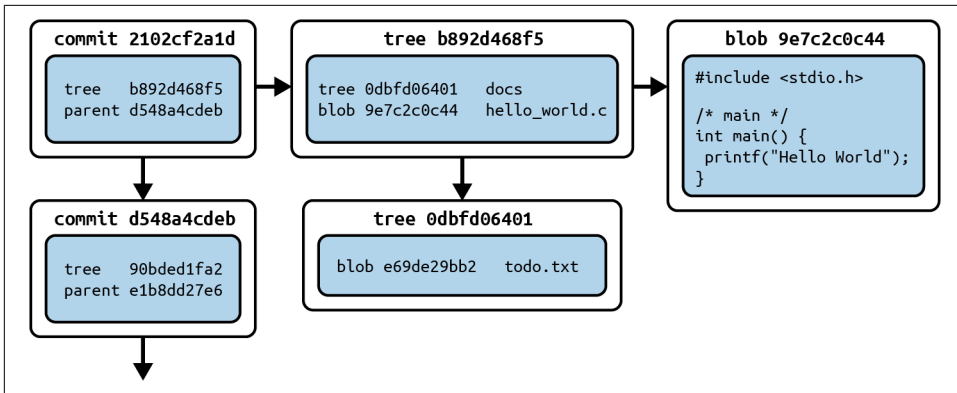 commit 2102cf2a1d
tree b892d468f5
parent d548a4cdeb
tree b892d468f5
tree 0dbfd06401 docs
blob 9e7c2c0c44 hello_world.c
blob 9e7c2c0c44
#include <stdio.h>
/* main */
int main() {
printf("Hello World");
}
commit d548a4cdeb
tree 90bded1fa2
parent e1b8dd27e6
tree 0dbfd06401
blob e69de29bb2 todo.txt